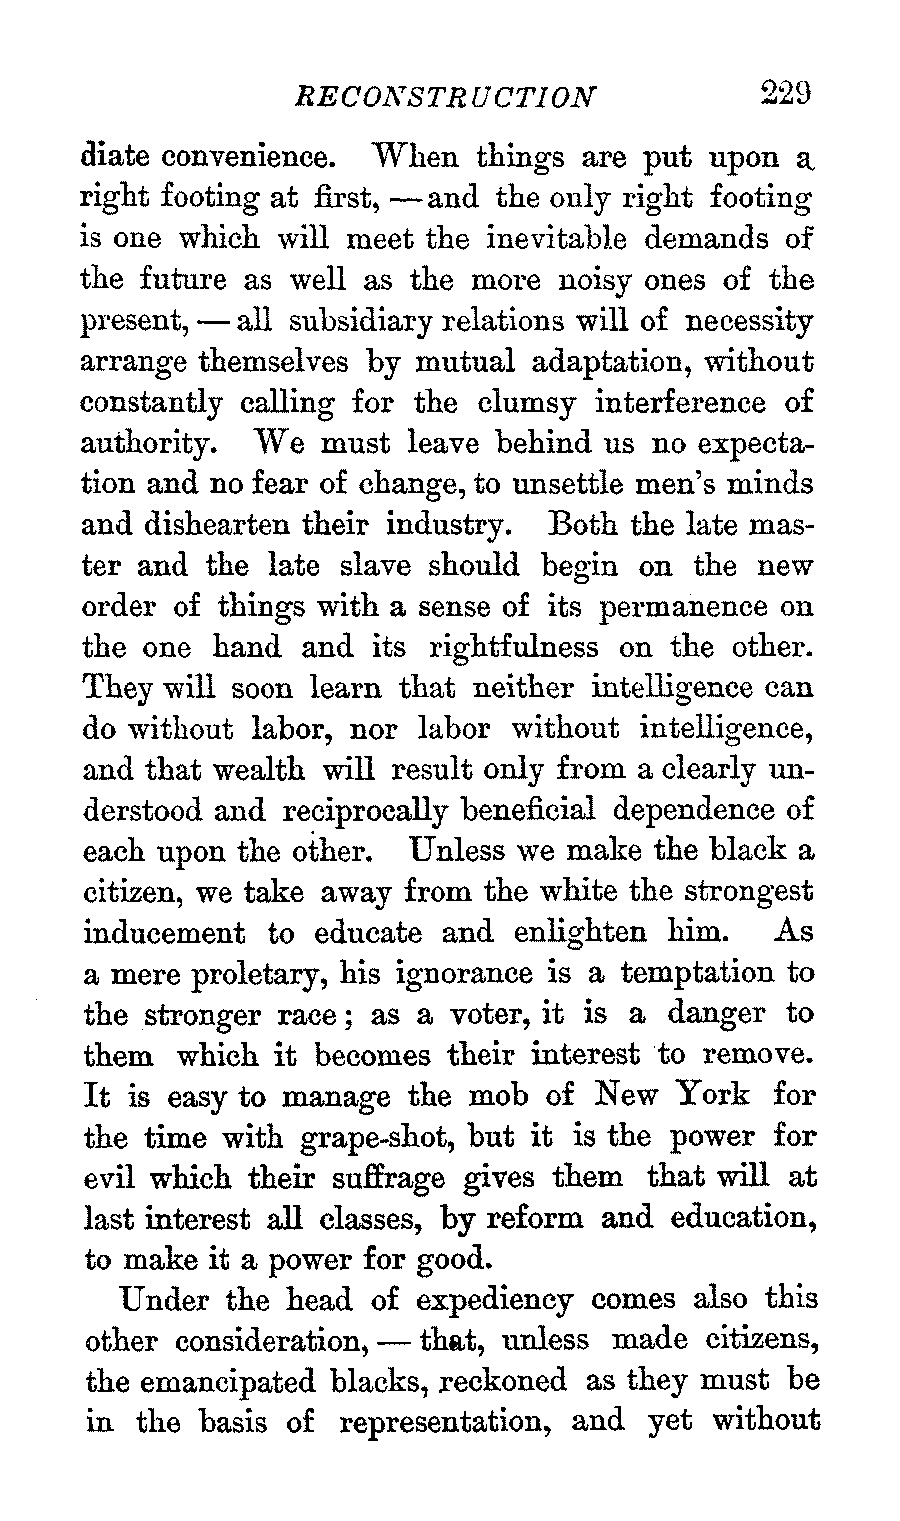 RECONSTRUCTION 229
diate convenience. When things are put upon a
right footing at first, — and the only right footing
is one which will meet the inevitable demands of
the future as well as the more noisy ones of the
present, — all subsidiary relations will of necessity
arrange themselves by mutual adaptation, without
constantly calling for the clumsy interference of
authority. We must leave behind us no expecta-
tion and no fear of change, to unsettle men's minds
and dishearten their industry. Both the late mas-
ter and the late slave should begin on the new
order of things with a sense of its permanence on
the one hand and its rightfulness on the other.
They will soon learn that neither intelligence can
do without labor, nor labor without intelligence,
and that wealth will result only from a clearly un-
derstood and reciprocally beneficial dependence of
each upon the other. Unless we make the black a
citizen, we take away from the white the strongest
inducement to educate and enlighten him. As
a mere proletary, his ignorance is a temptation to
the stronger race; as a voter, it is a danger to
them which it becomes their interest to remove.
It is easy to manage the mob of New York for
the time with grape-shot, but it is the power for
evil which their suffrage gives them that will at
last interest all classes, by reform and education,
to make it a power for good.
Under the head of expediency comes also this
other consideration, — that, unless made citizens,
the emancipated blacks, reckoned as they must be
in the basis of representation, and yet without